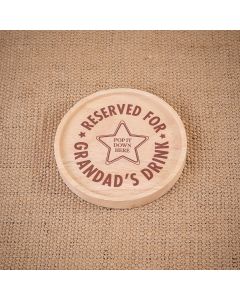 RESERVED FOR
POP IT
DOWN
HERE
GRANDAD'S DRINK